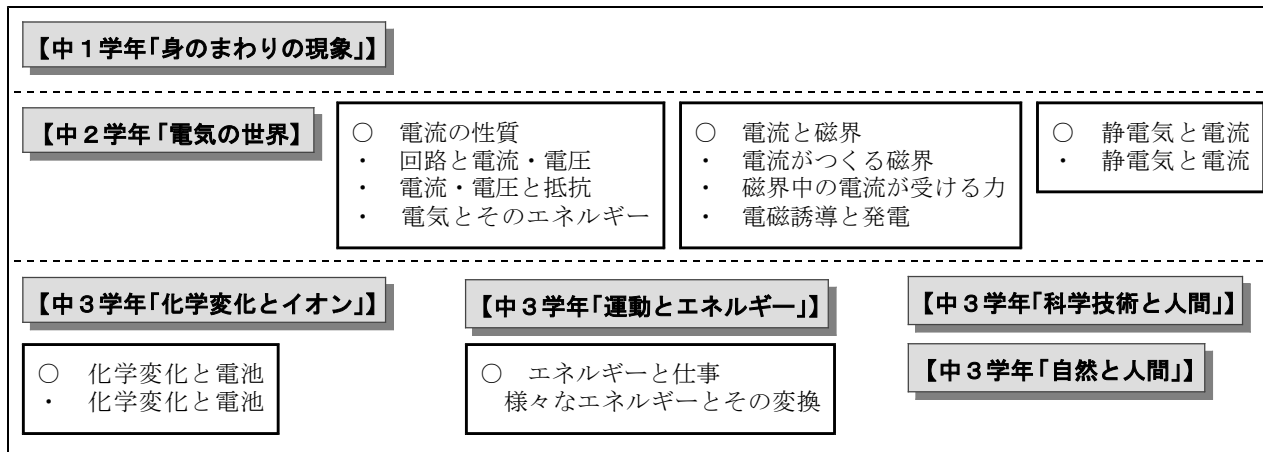 【中１学年「身のまわりの現象」】
【中２学年「電気の世界】
○　電流の性質
・　回路と電流・電圧
・　電流・電圧と抵抗
・　電気とそのエネルギー
○　電流と磁界
・　電流がつくる磁界
・　磁界中の電流が受ける力
・　電磁誘導と発電
○　静電気と電流
・　静電気と電流
【中３学年「化学変化とイオン」】
○　化学変化と電池
・　化学変化と電池
【中３学年「運動とエネルギー」】
○　エネルギーと仕事
様々なエネルギーとその変換
【中３学年「科学技術と人間」】
【中３学年「自然と人間」】